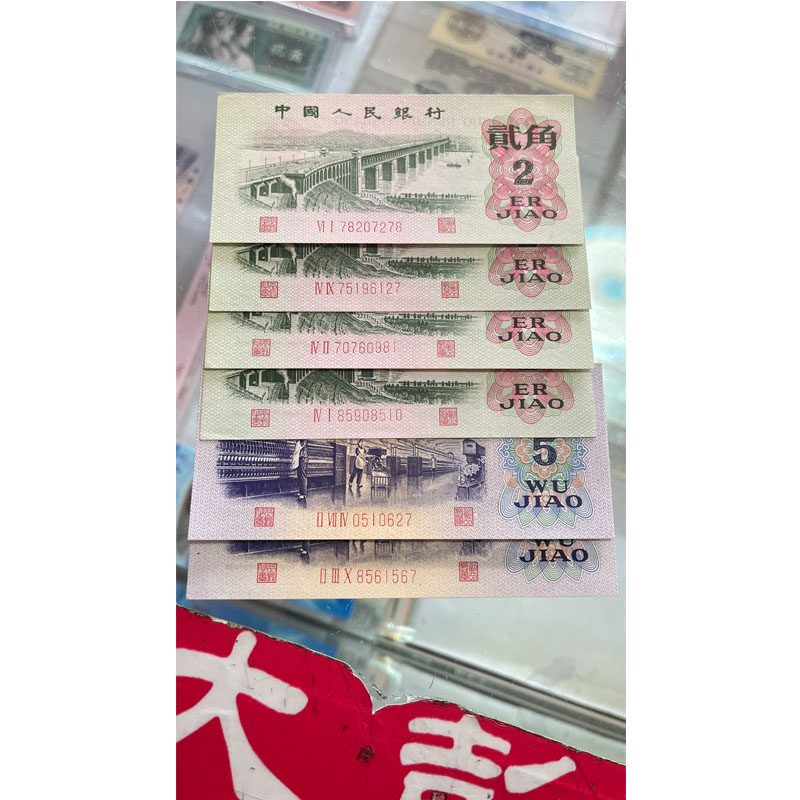 中國人民銀行
貳角
2
ER
JIAO
VI I 78207278
ER
JIAO
IV IX 75196127
ER
JIAO
IV II 70760981
ER
JIAO
IV I 85908510
5
WU
JIAO
II VII IV 0510627
WU
JIAO
II III X 8561567
大